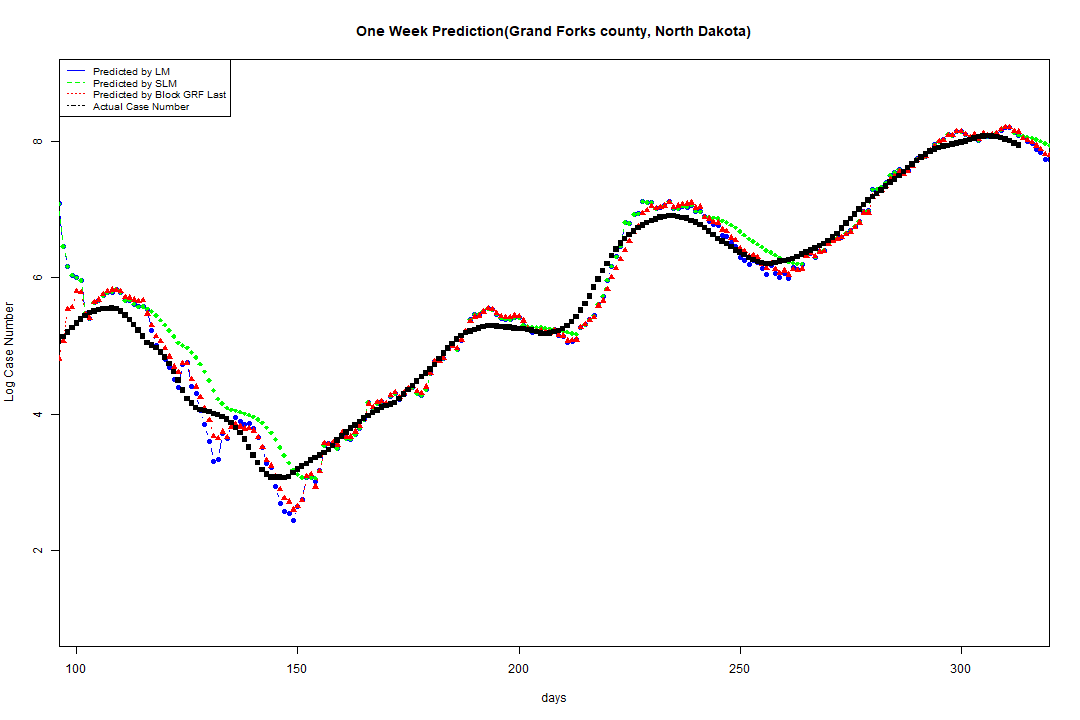 One Week Prediction(Grand Forks county, North Dakota)
Predicted by LM
Predicted by SLM
Predicted by Block GRF Last
Actual Case Number
8
6
4
2
Log Case Number
100 150 200 250 300
days